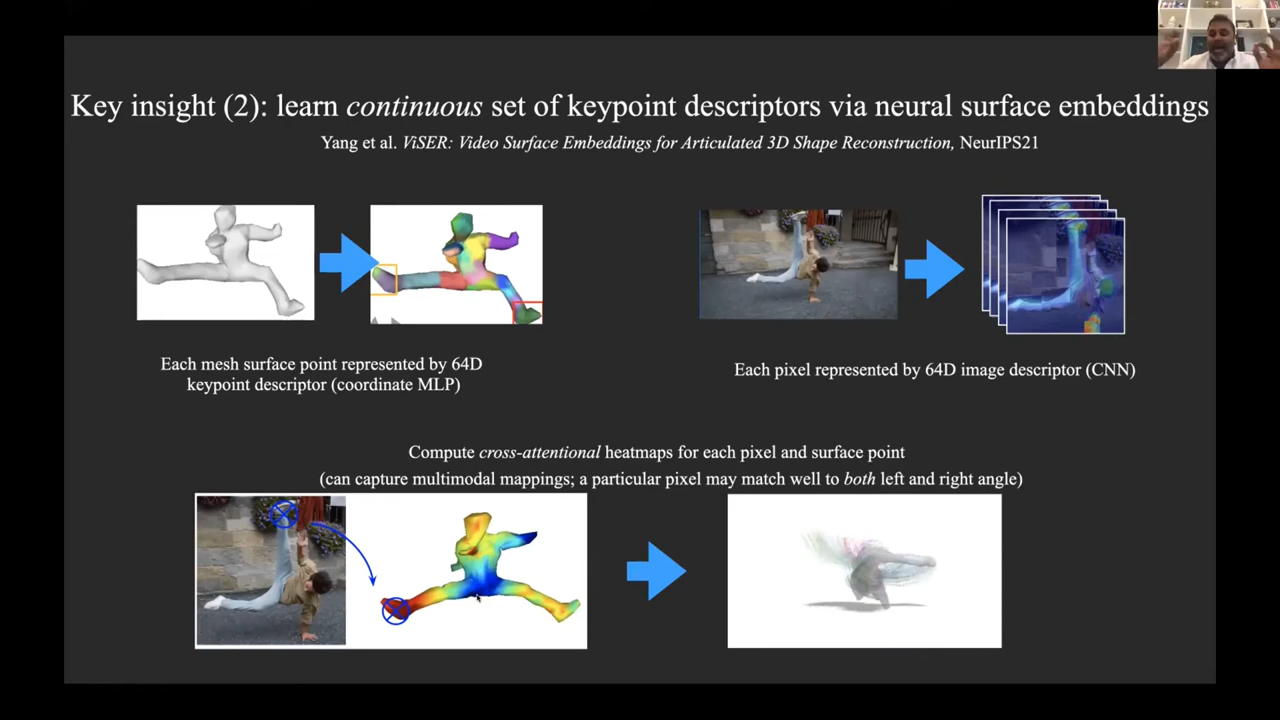 Key insight (2): learn continuous set of keypoint descriptors via neural surface embeddings
Yang et al. ViSER: Video Surface Embeddings for Articulated 3D Shape Reconstruction, NeurIPS21
Each mesh surface point represented by 64D
keypoint descriptor (coordinate MLP)
Each pixel represented by 64D image descriptor (CNN)
Compute cross-attentional heatmaps for each pixel and surface point
(can capture multimodal mappings; a particular pixel may match well to both left and right angle)